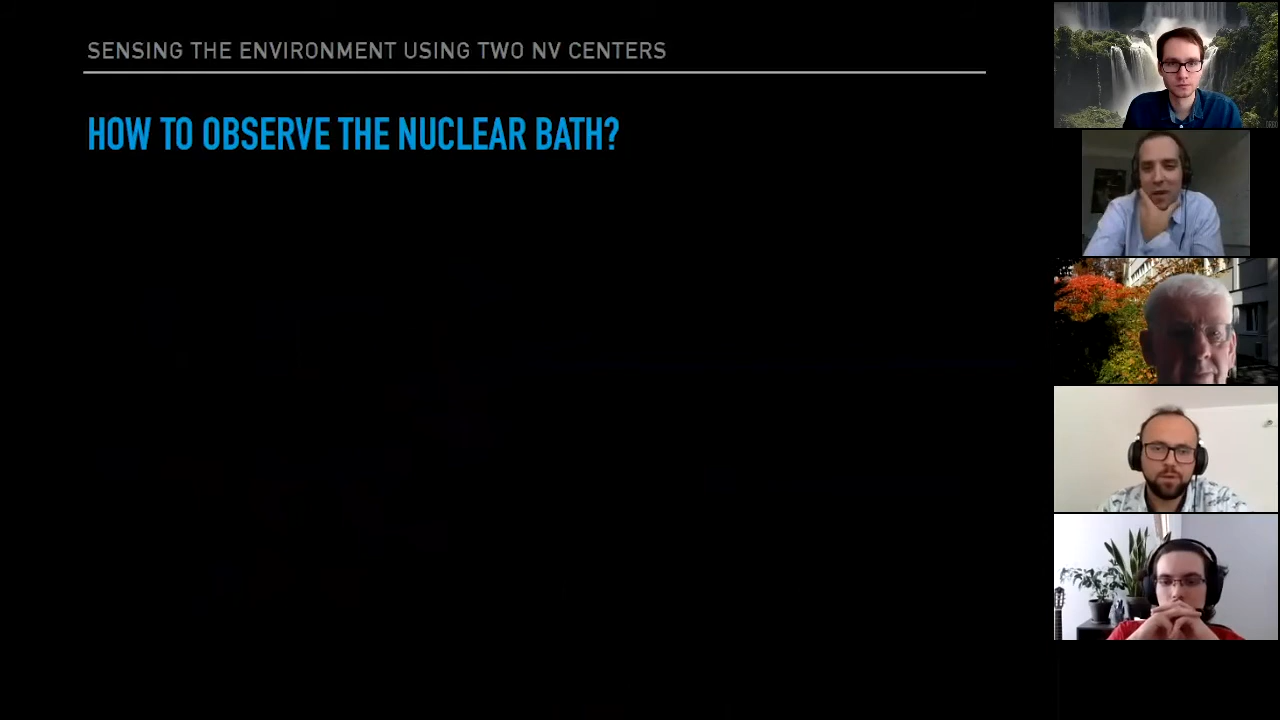 SENSING THE ENVIRONMENT USING TWO NV CENTERS
HOW TO OBSERVE THE NUCLEAR BATH?